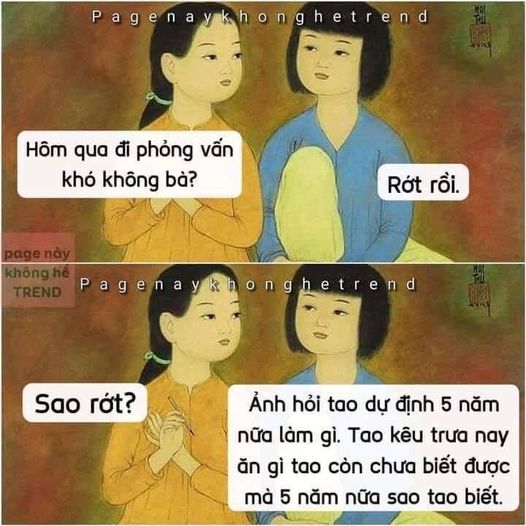 Pagenaykhonghetrend
Hôm qua đi phỏng vấn
khó không bà?
Rớt rồi.
page này
không hề
TREND
Pagenaykhonghetrend
Sao rớt?
Ảnh hỏi tao dự định 5 năm
nữa làm gì. Tao kêu trưa nay
ăn gì tao còn chưa biết được
mà 5 năm nữa sao tao biết.